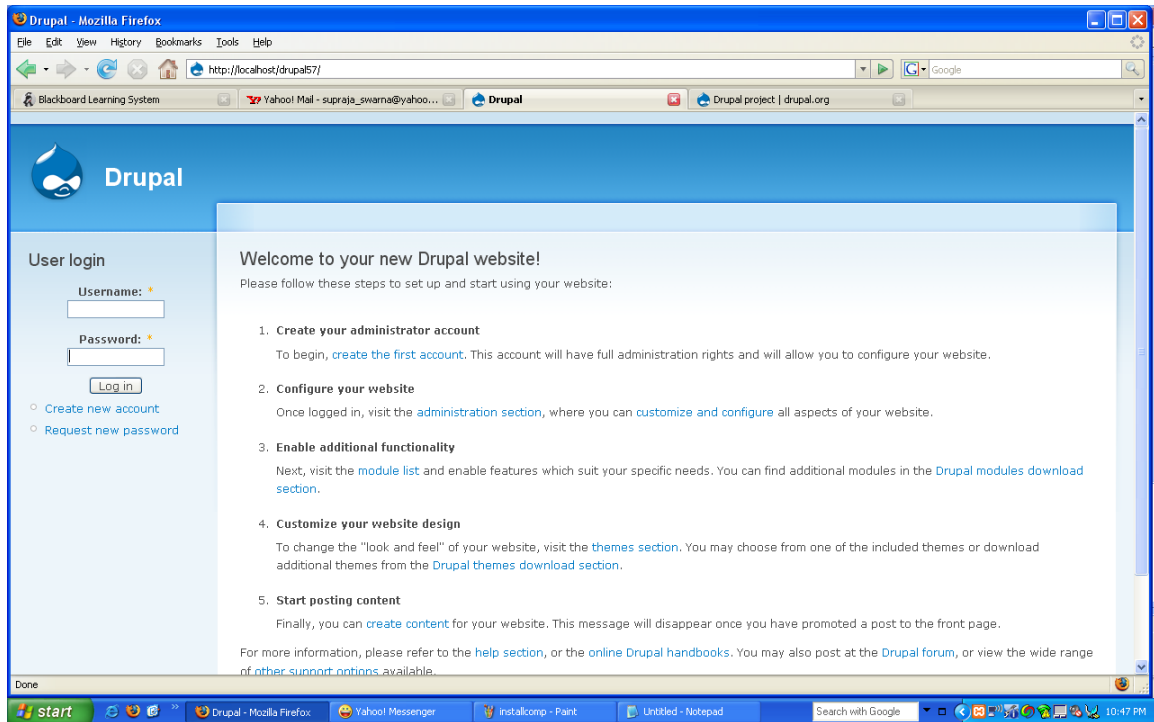 Drupal - Mozilla Firefox
File Edit View History Bookmarks Tools Help
http://localhost/drupal57/
G Google
Blackboard Learning System
Yahoo! Mail - supraja_swarna@yahoo...
Drupal
Drupal project | drupal.org
Drupal
User login
Username: *
Password: *
Log in
Create new account
Request new password
Welcome to your new Drupal website!
Please follow these steps to set up and start using your website:
1. Create your administrator account
To begin, create the first account. This account will have full administration rights and will allow you to configure your website.
2. Configure your website
Once logged in, visit the administration section, where you can customize and configure all aspects of your website.
3. Enable additional functionality
Next, visit the module list and enable features which suit your specific needs. You can find additional modules in the Drupal modules download
section.
4. Customize your website design
To change the "look and feel" of your website, visit the themes section. You may choose from one of the included themes or download
additional themes from the Drupal themes download section.
5. Start posting content
Finally, you can create content for your website. This message will disappear once you have promoted a post to the front page.
For more information, please refer to the help section, or the online Drupal handbooks. You may also post at the Drupal forum, or view the wide range
of other support options available.
Done
start
Drupal - Mozilla Firefox
Yahoo! Messenger
installcomp - Paint
Untitled - Notepad
Search with Google
10:47 PM